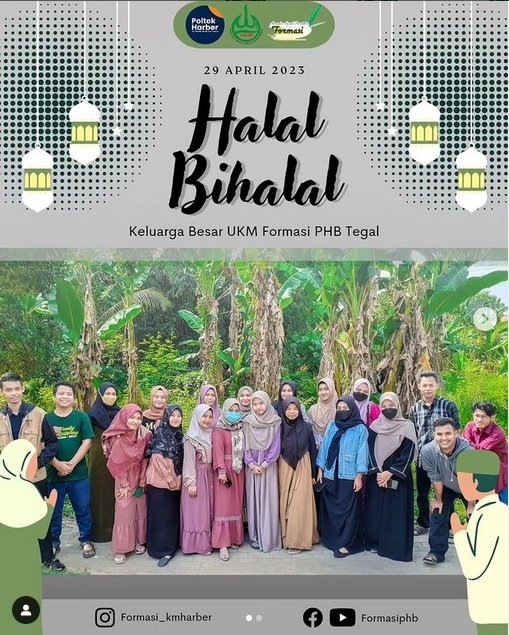 Poltek
Harber
Formasi
29 APRIL 2023
Halal
Bihalal
Keluarga Besar UKM Formasi PHB Tegal
Formasi_kmharber
Formasiphb